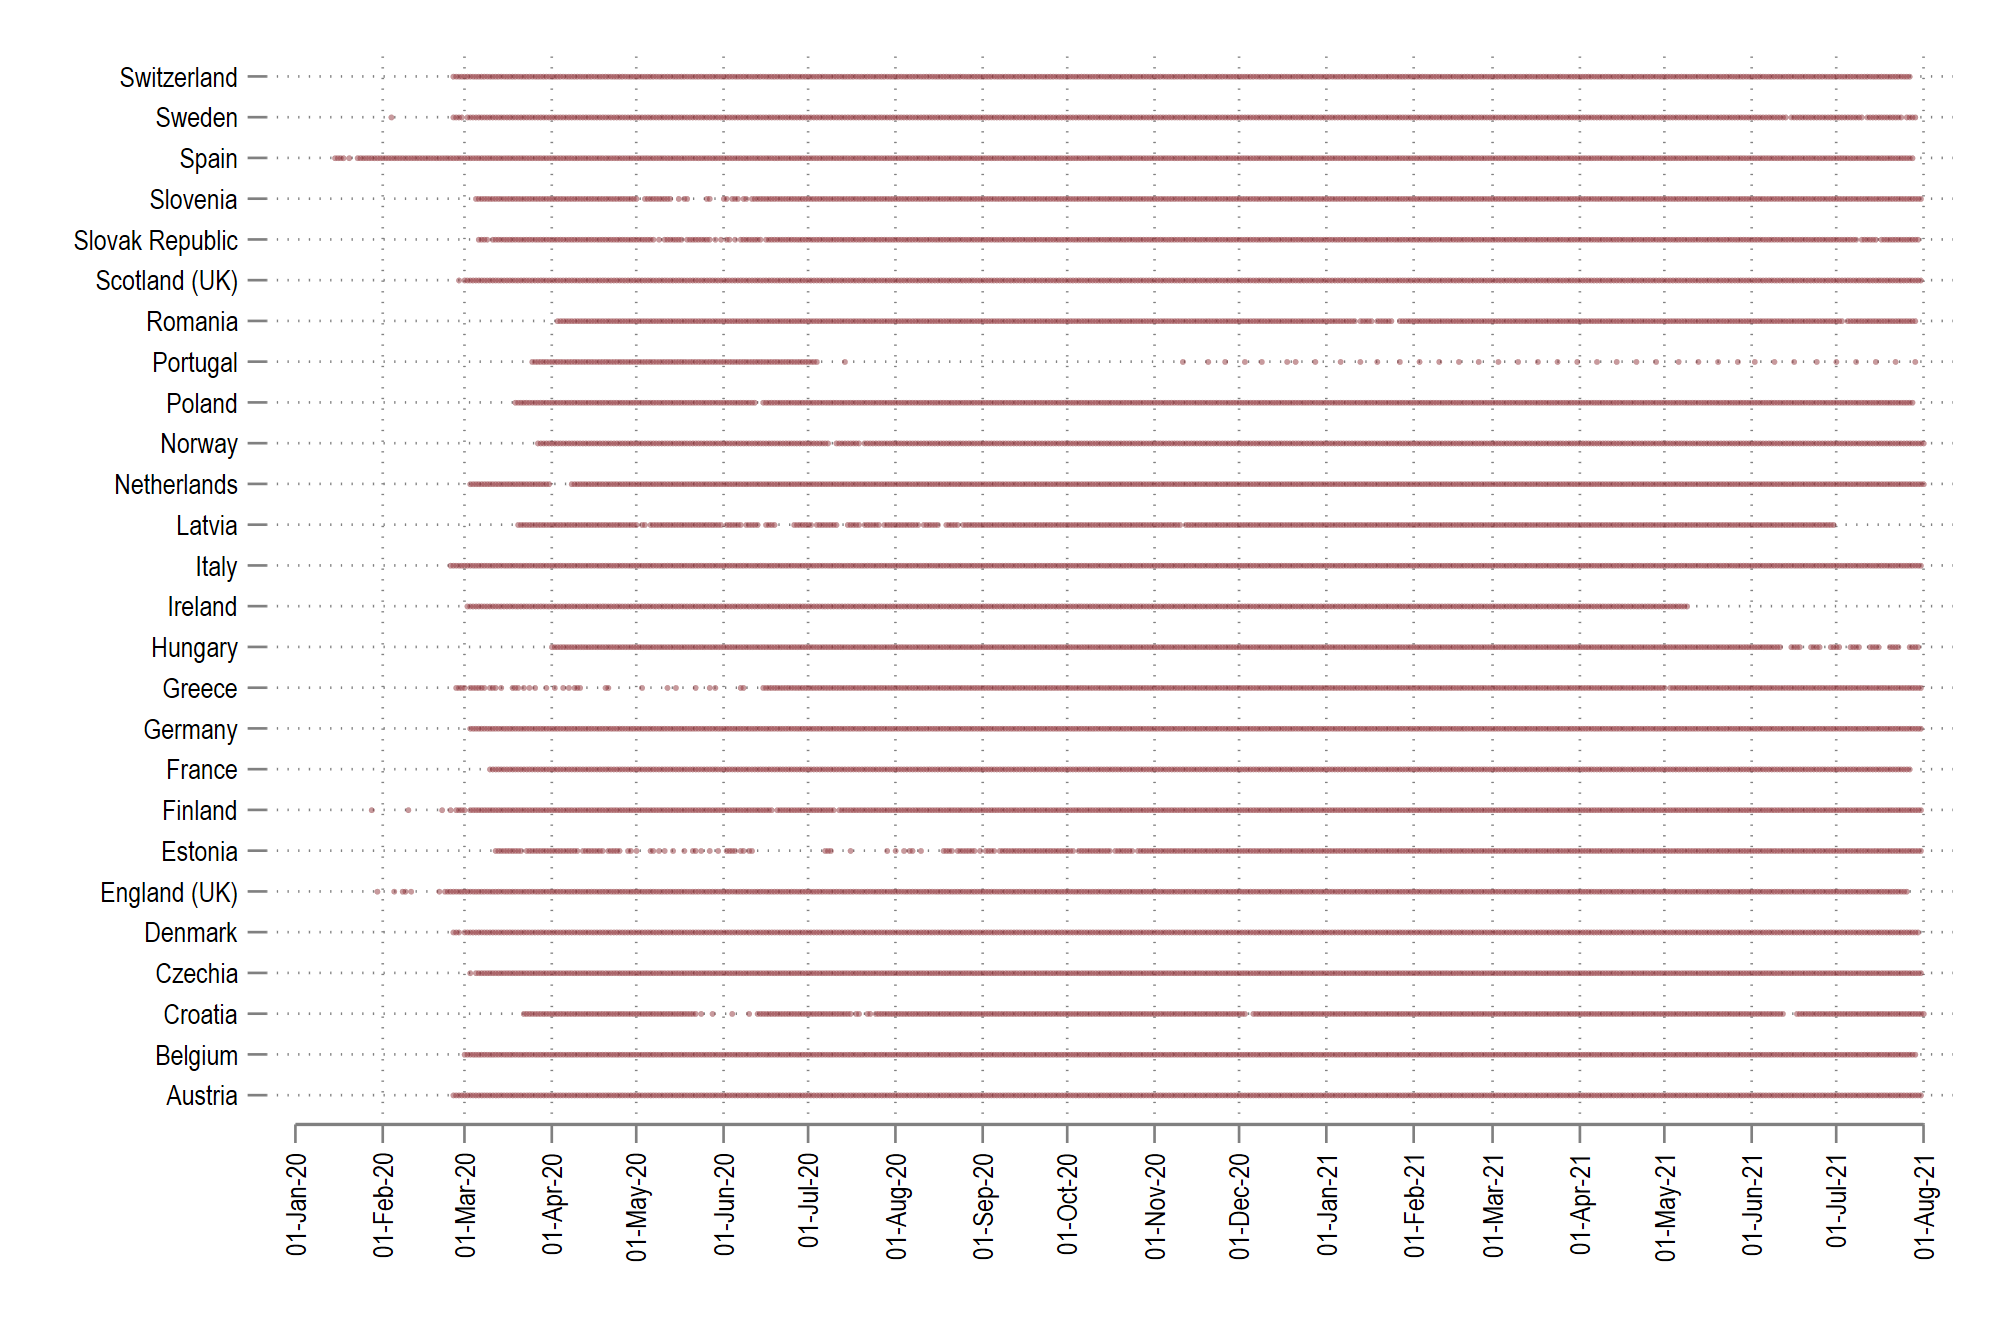 Switzerland
Sweden
Spain
Slovenia
Slovak Republic
Scotland (UK)
Romania
Portugal
Poland
Norway
Netherlands
Latvia
Italy
Ireland
Hungary
Greece
Germany
France
Finland
Estonia
England (UK)
Denmark
Czechia
Croatia
Belgium
Austria
01-Jan-20
01-Feb-20
01-Mar-20
01-Apr-20
01-May-20
01-Jun-20
01-Jul-20
01-Aug-20
01-Sep-20
01-Oct-20
01-Nov-20
01-Dec-20
01-Jan-21
01-Feb-21
01-Mar-21
01-Apr-21
01-May-21
01-Jun-21
01-Jul-21
01-Aug-21